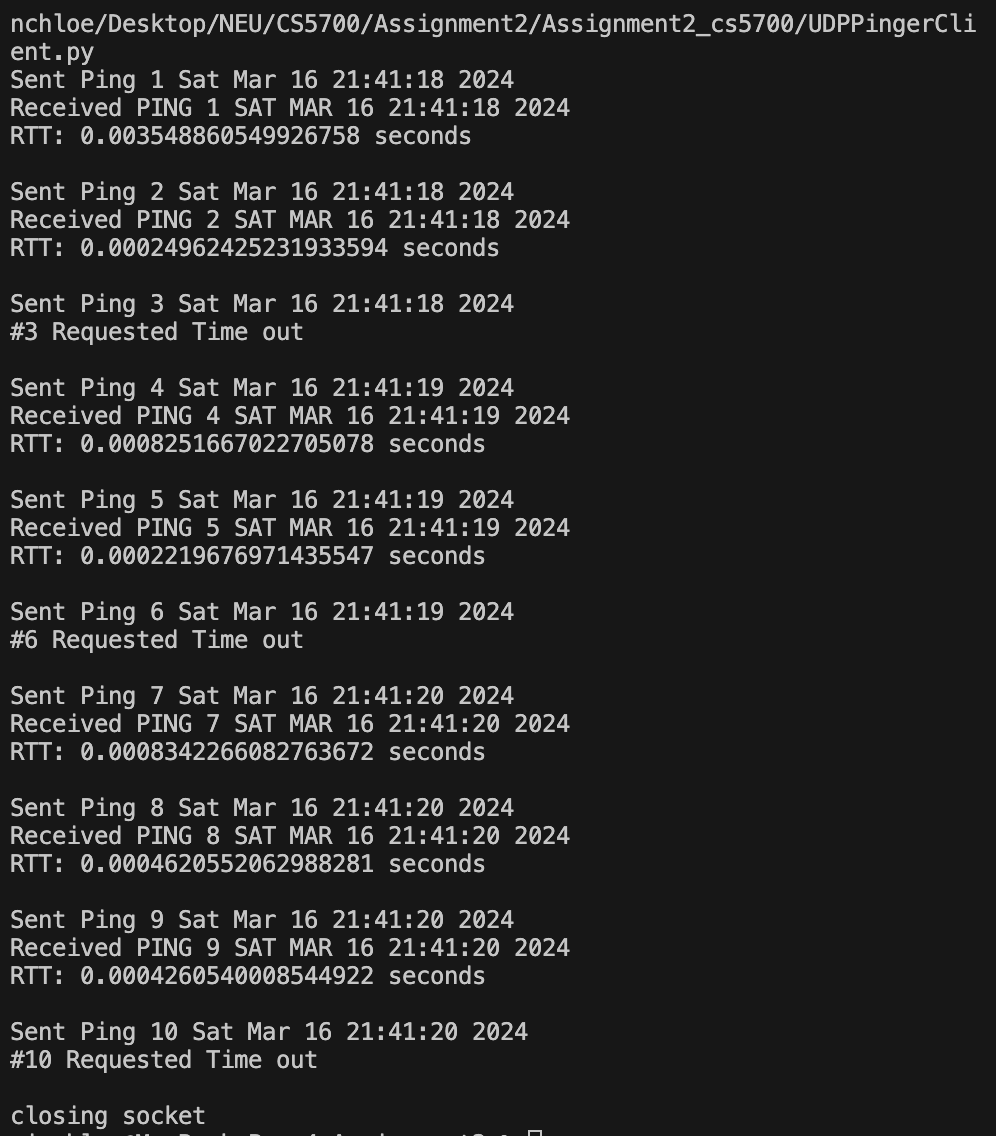 nchloe/Desktop/NEU/CS5700/Assignment2/Assignment2_cs5700/UDPPingerCli
ent.py
Sent Ping 1 Sat Mar 16 21:41:18 2024
Received PING 1 SAT MAR 16 21:41:18 2024
RTT: 0.003548860549926758 seconds

Sent Ping 2 Sat Mar 16 21:41:18 2024
Received PING 2 SAT MAR 16 21:41:18 2024
RTT: 0.00024962425231933594 seconds

Sent Ping 3 Sat Mar 16 21:41:18 2024
#3 Requested Time out

Sent Ping 4 Sat Mar 16 21:41:19 2024
Received PING 4 SAT MAR 16 21:41:19 2024
RTT: 0.0008251667022705078 seconds

Sent Ping 5 Sat Mar 16 21:41:19 2024
Received PING 5 SAT MAR 16 21:41:19 2024
RTT: 0.0002219676971435547 seconds

Sent Ping 6 Sat Mar 16 21:41:19 2024
#6 Requested Time out

Sent Ping 7 Sat Mar 16 21:41:20 2024
Received PING 7 SAT MAR 16 21:41:20 2024
RTT: 0.0008342266082763672 seconds

Sent Ping 8 Sat Mar 16 21:41:20 2024
Received PING 8 SAT MAR 16 21:41:20 2024
RTT: 0.0004620552062988281 seconds

Sent Ping 9 Sat Mar 16 21:41:20 2024
Received PING 9 SAT MAR 16 21:41:20 2024
RTT: 0.0004260540008544922 seconds

Sent Ping 10 Sat Mar 16 21:41:20 2024
#10 Requested Time out

closing socket